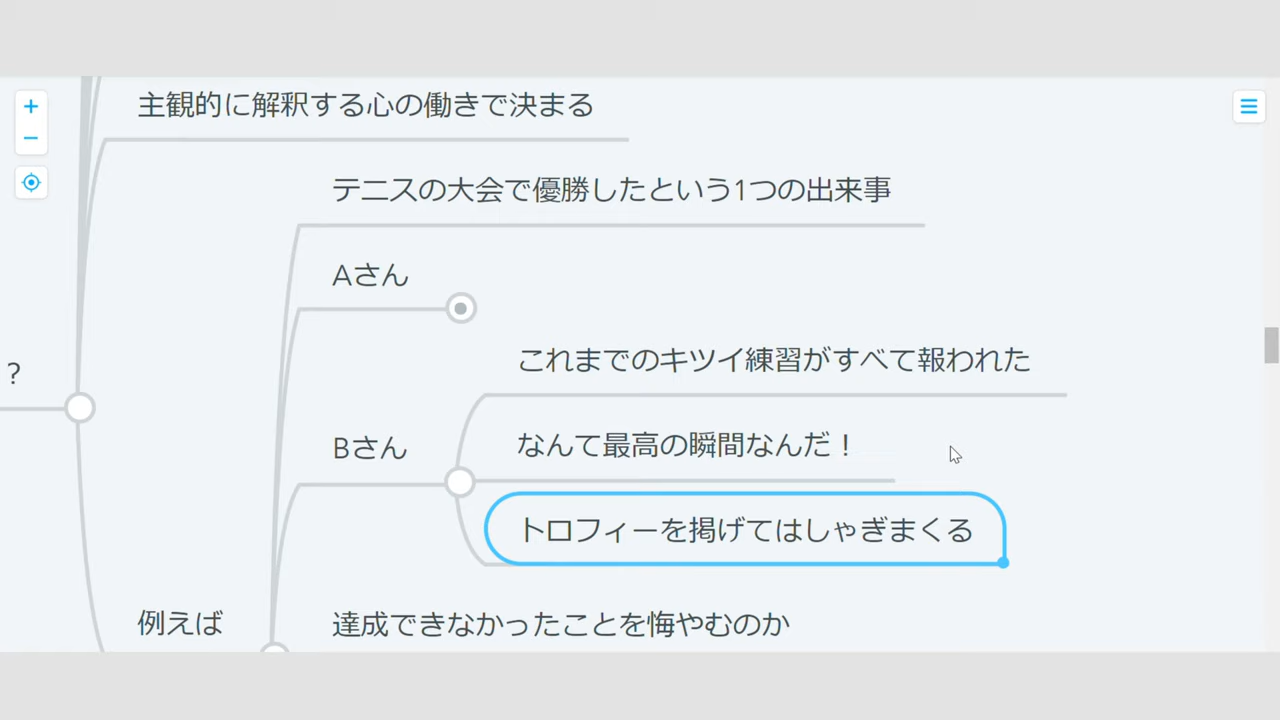 主観的に解釈する心の働きで決まる
テニスの大会で優勝したという1つの出来事
Aさん
これまでのキツイ練習がすべて報われた
?
Bさん
なんて最高の瞬間なんだ！
トロフィーを掲げてはしゃぎまくる
例えば
達成できなかったことを悔やむのか